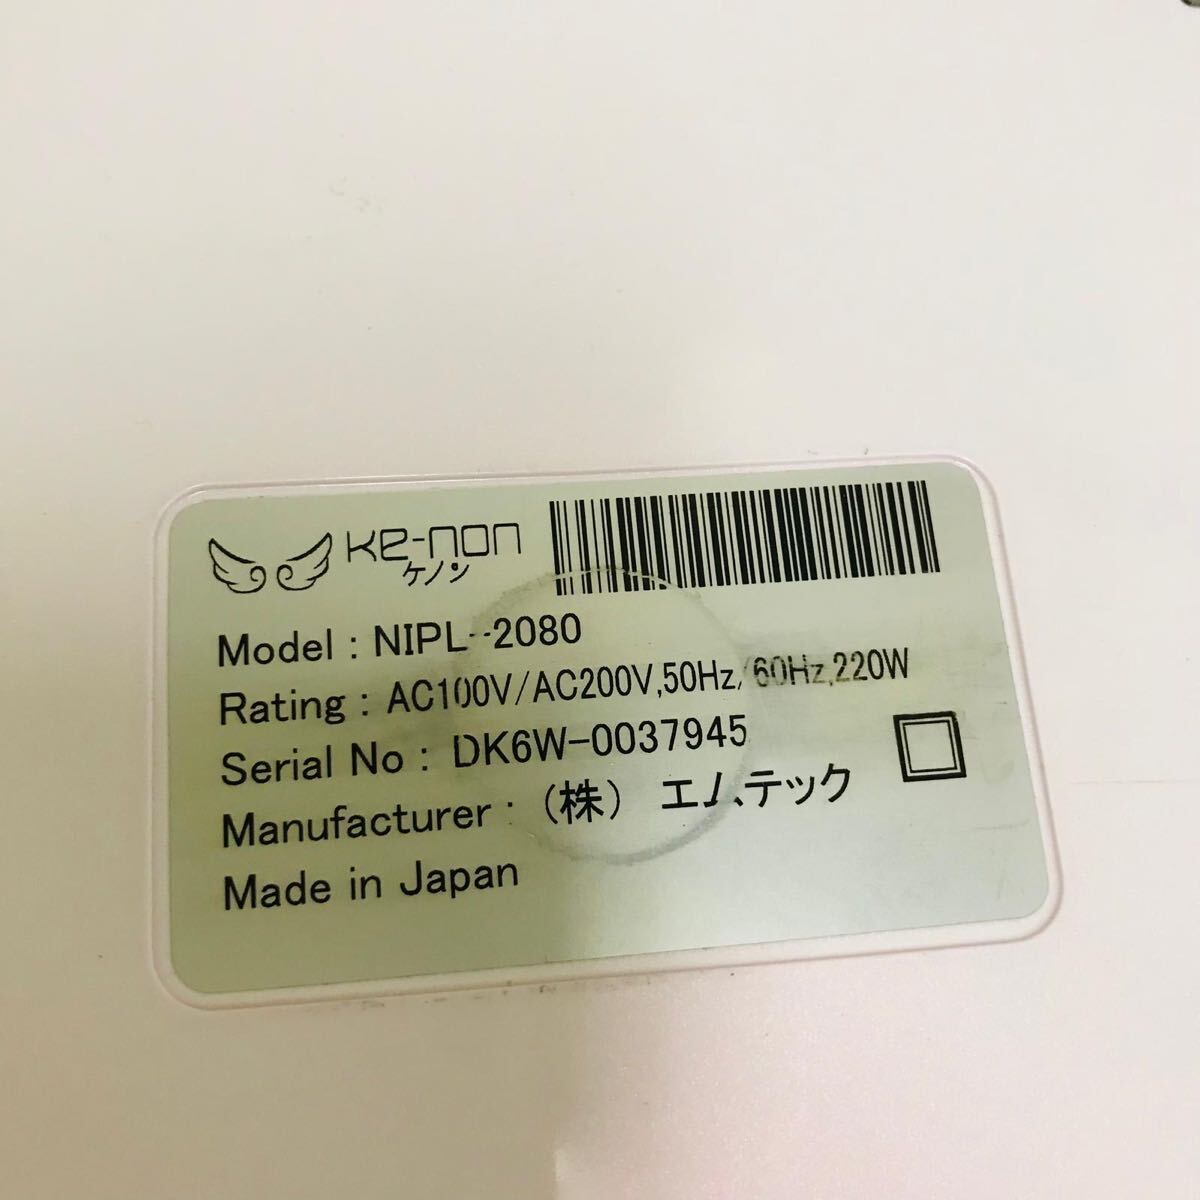 Ke-non
ケノン
Model : NIPL-2080
Rating : AC100V/AC200V,50Hz/60Hz,220W
Serial No : DK6W-0037945
Manufacturer : (株) エムテック
Made in Japan